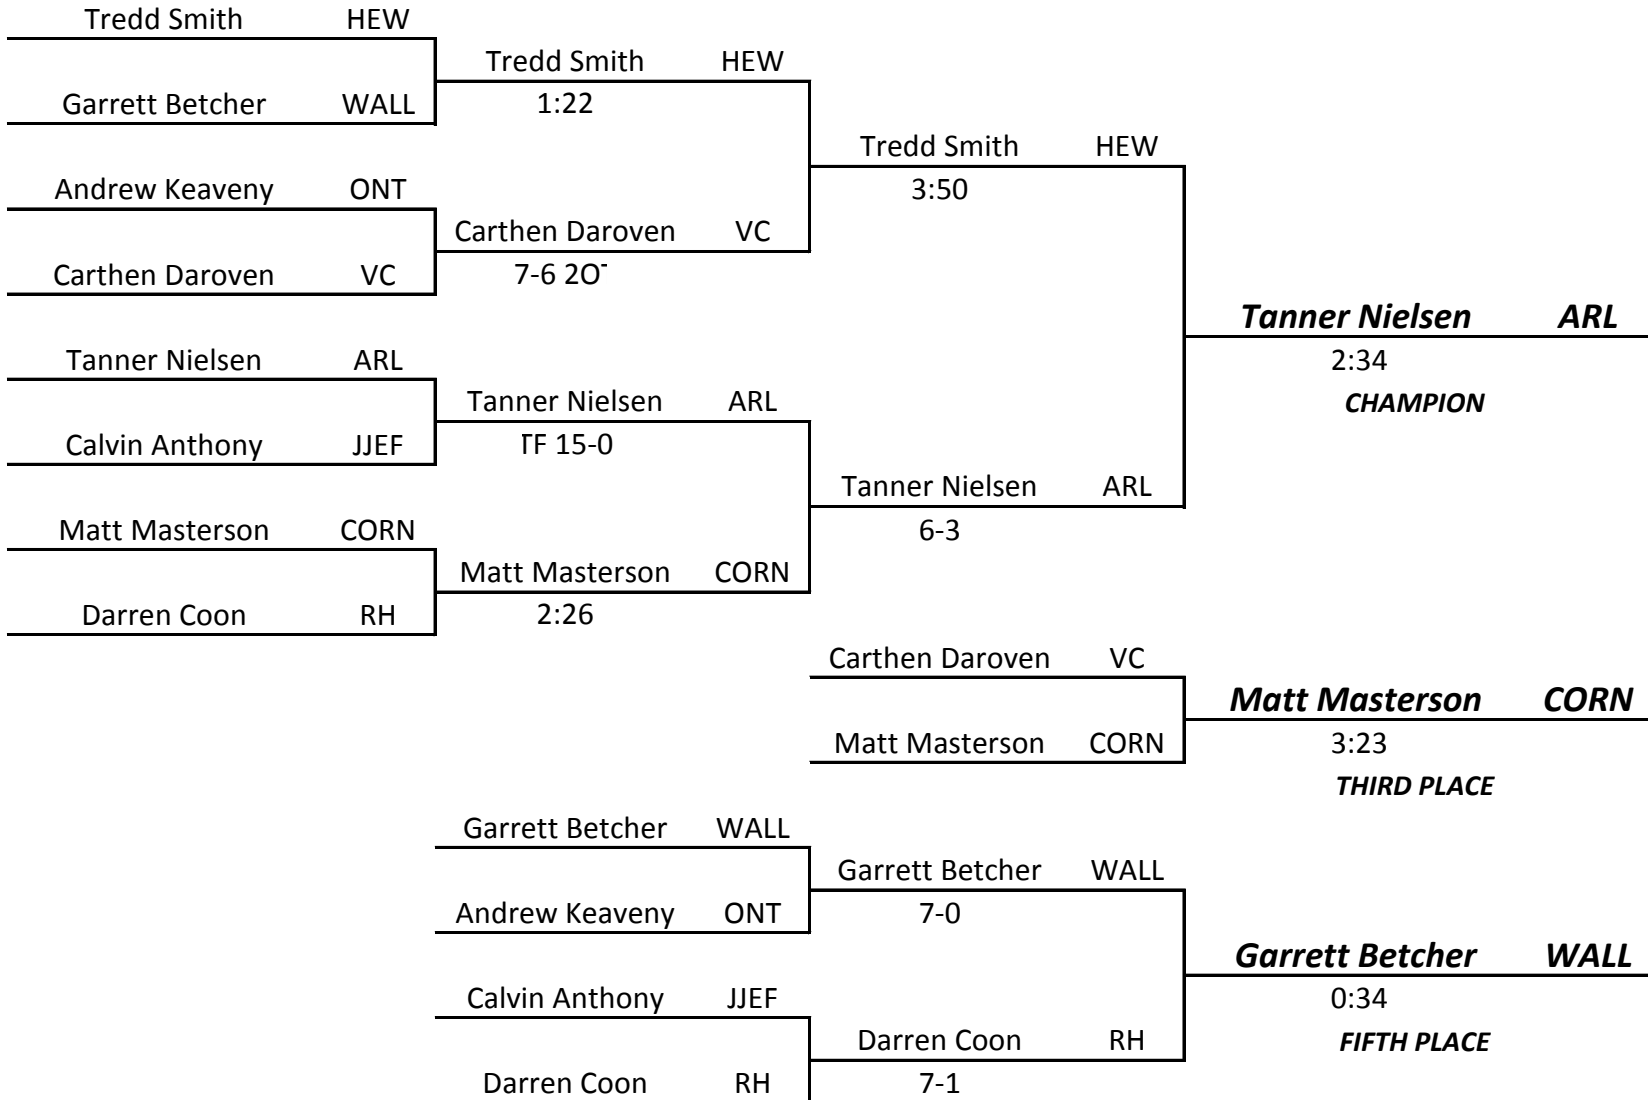 Tredd Smith HEW
Tredd Smith HEW
Garrett Betcher WALL
1:22
Tredd Smith HEW
Andrew Keaveny ONT
3:50
Carthen Daroven VC
Carthen Daroven VC
7-6 2OT
Tanner Nielsen ARL
Tanner Nielsen ARL
2:34
CHAMPION
Tanner Nielsen ARL
Calvin Anthony JJEF
TF 15-0
Tanner Nielsen ARL
Matt Masterson CORN
6-3
Matt Masterson CORN
Darren Coon RH
2:26
Carthen Daroven VC
Matt Masterson CORN
Matt Masterson CORN
3:23
THIRD PLACE
Garrett Betcher WALL
Garrett Betcher WALL
Andrew Keaveny ONT
7-0
Garrett Betcher WALL
Calvin Anthony JJEF
0:34
Darren Coon RH
FIFTH PLACE
Darren Coon RH
7-1